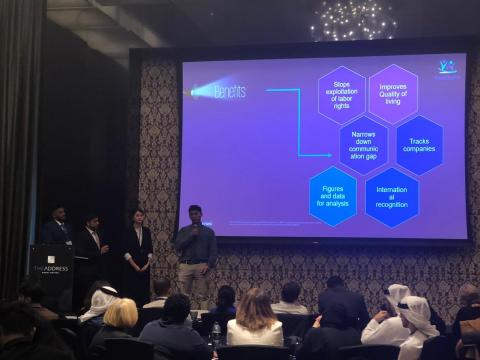 Benefits
Stops
exploitation
of labor
rights
Improves
Quality of
living
Narrows
down
communic
ation gap
Tracks
companies
Figures
and data
for analysis
Internation
al
recognition
THE ADDRESS